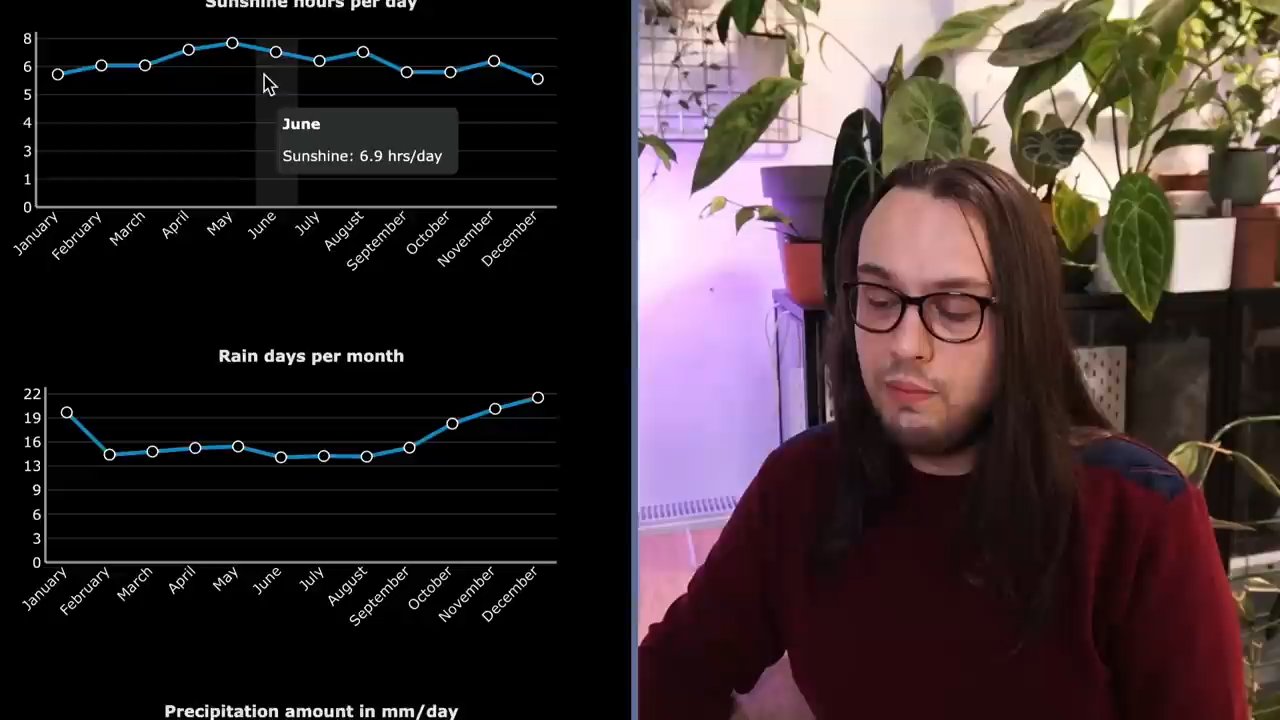 Sunshine hours per day
8
6
5
4
3
1
0
January
February
March
April
May
June
July
August
September
October
November
December
June
Sunshine: 6.9 hrs/day
Rain days per month
22
19
16
13
9
6
3
0
January
February
March
April
May
June
July
August
September
October
November
December
Precipitation amount in mm/day